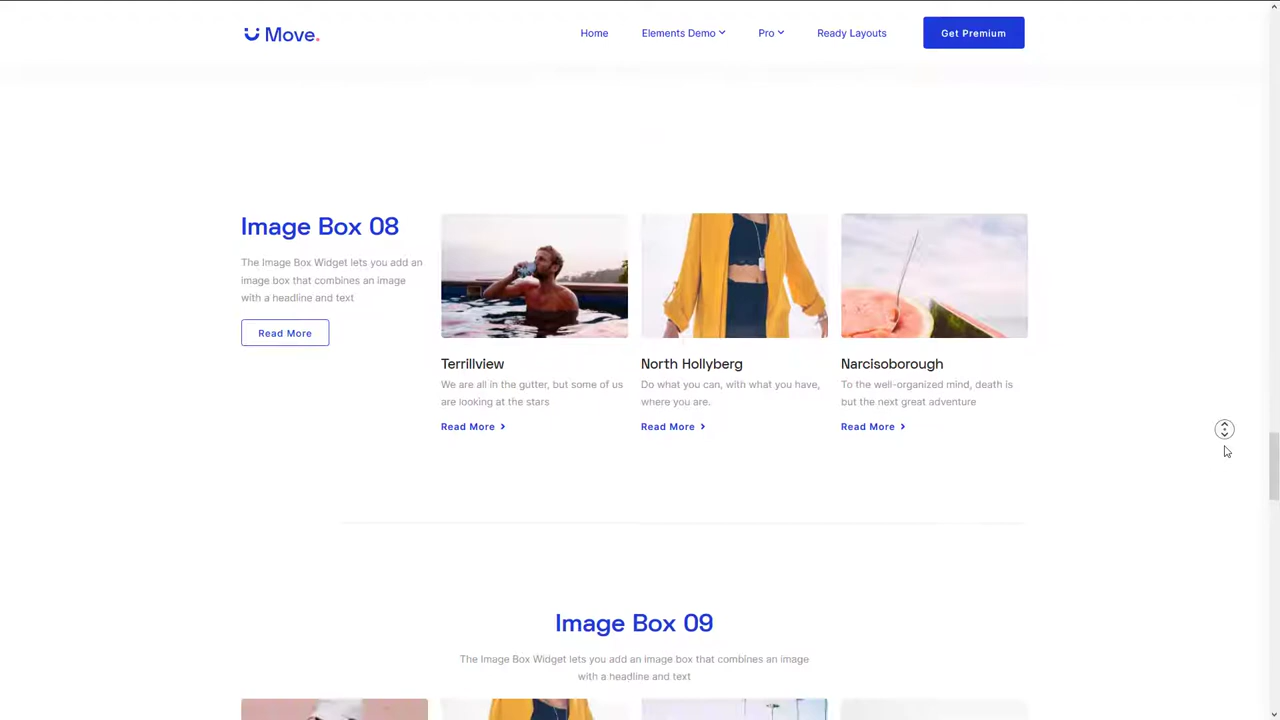 Move.
Home
Elements Demo
Pro
Ready Layouts
Get Premium
Image Box 08
The Image Box Widget lets you add an
image box that combines an image
with a headline and text
Read More
Terrillview
We are all in the gutter, but some of us
are looking at the stars
Read More
North Hollyberg
Do what you can, with what you have,
where you are.
Read More
Narcisoborough
To the well-organized mind, death is
but the next great adventure
Read More
Image Box 09
The Image Box Widget lets you add an image box that combines an image
with a headline and text